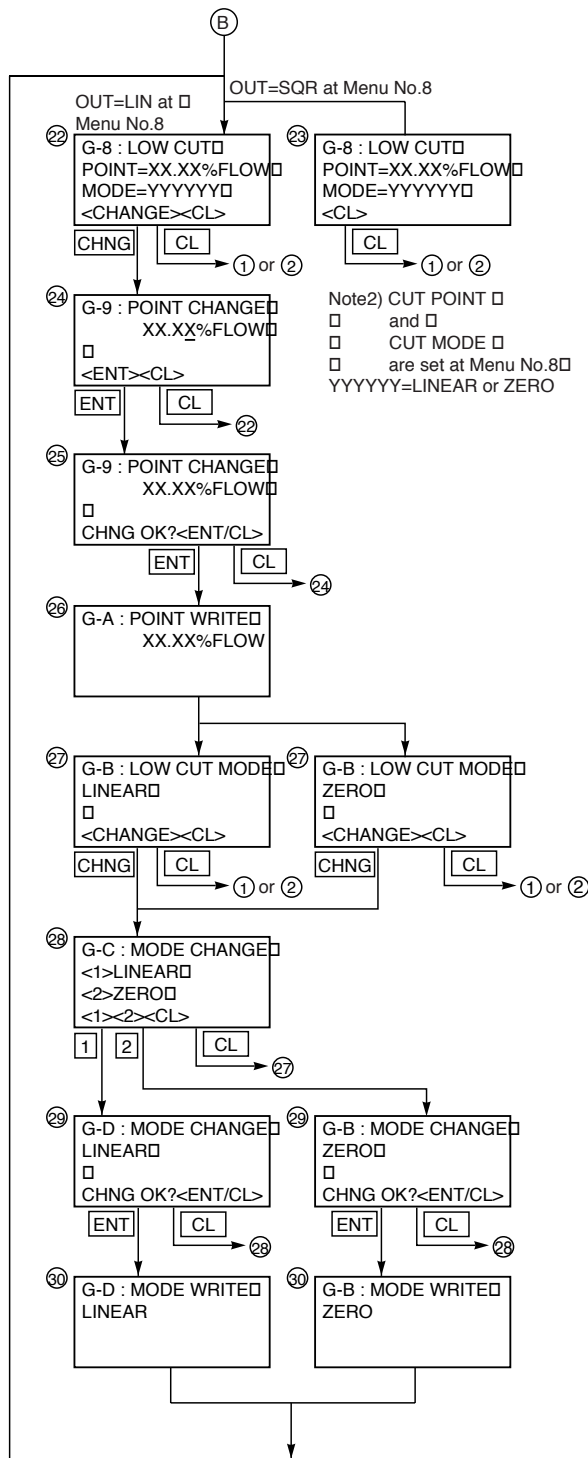 B
OUT=LIN at □
Menu No.8
OUT=SQR at Menu No.8
22
G-8 : LOW CUT□
POINT=XX.XX%FLOW□
MODE=YYYYYY□
<CHANGE><CL>
CHNG
CL
1 or 2
23
G-8 : LOW CUT□
POINT=XX.XX%FLOW□
MODE=YYYYYY□
<CL>
CL
1 or 2
Note2) CUT POINT □
□ and □
□ CUT MODE □
□ are set at Menu No.8□
YYYYYY=LINEAR or ZERO
24
G-9 : POINT CHANGE□
XX.XX%FLOW□
□
<ENT><CL>
ENT
CL
22
25
G-9 : POINT CHANGE□
XX.XX%FLOW□
□
CHNG OK?<ENT/CL>
ENT
CL
24
26
G-A : POINT WRITE□
XX.XX%FLOW
27
G-B : LOW CUT MODE□
LINEAR□
□
<CHANGE><CL>
CHNG
CL
1 or 2
27
G-B : LOW CUT MODE□
ZERO□
□
<CHANGE><CL>
CHNG
CL
1 or 2
28
G-C : MODE CHANGE□
<1>LINEAR□
<2>ZERO□
<1><2><CL>
1
2
CL
27
29
G-D : MODE CHANGE□
LINEAR□
□
CHNG OK?<ENT/CL>
ENT
CL
28
29
G-B : MODE CHANGE□
ZERO□
□
CHNG OK?<ENT/CL>
ENT
CL
28
30
G-D : MODE WRITE□
LINEAR
30
G-B : MODE WRITE□
ZERO